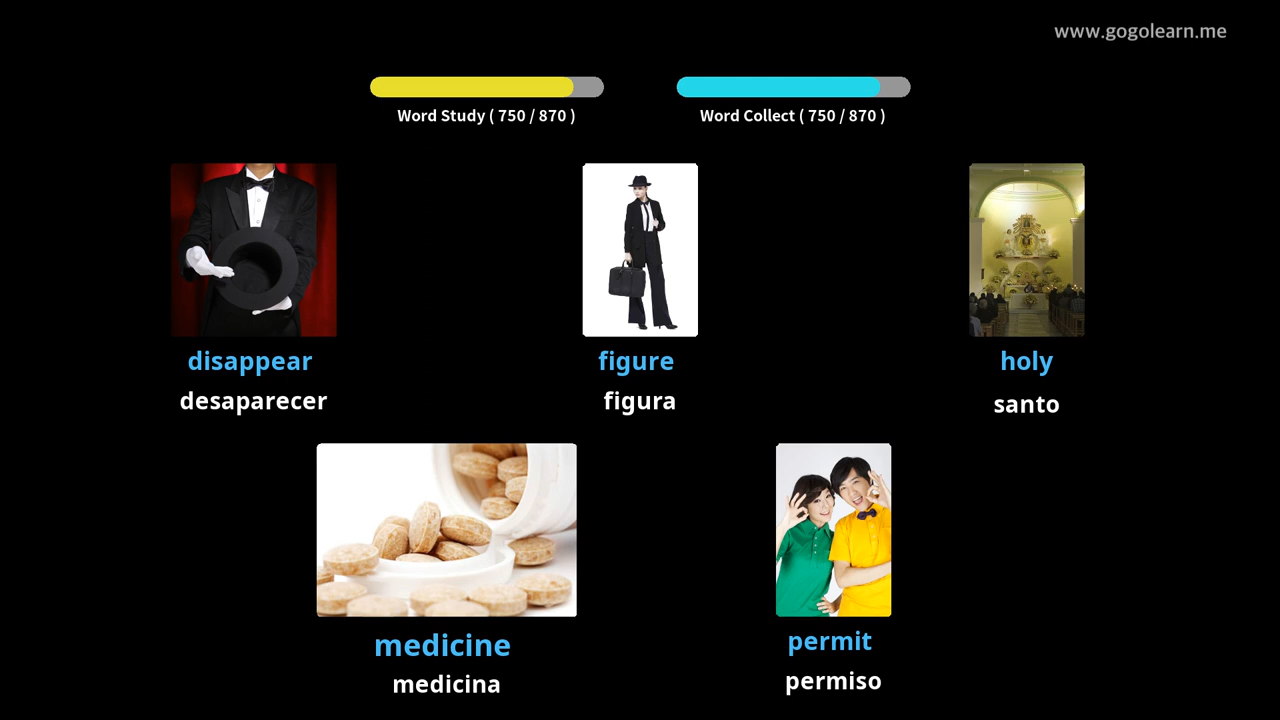 www.gogolearn.me
Word Study ( 750 / 870 )
Word Collect ( 750 / 870 )
disappear
desaparecer
figure
figura
holy
santo
medicine
medicina
permit
permiso